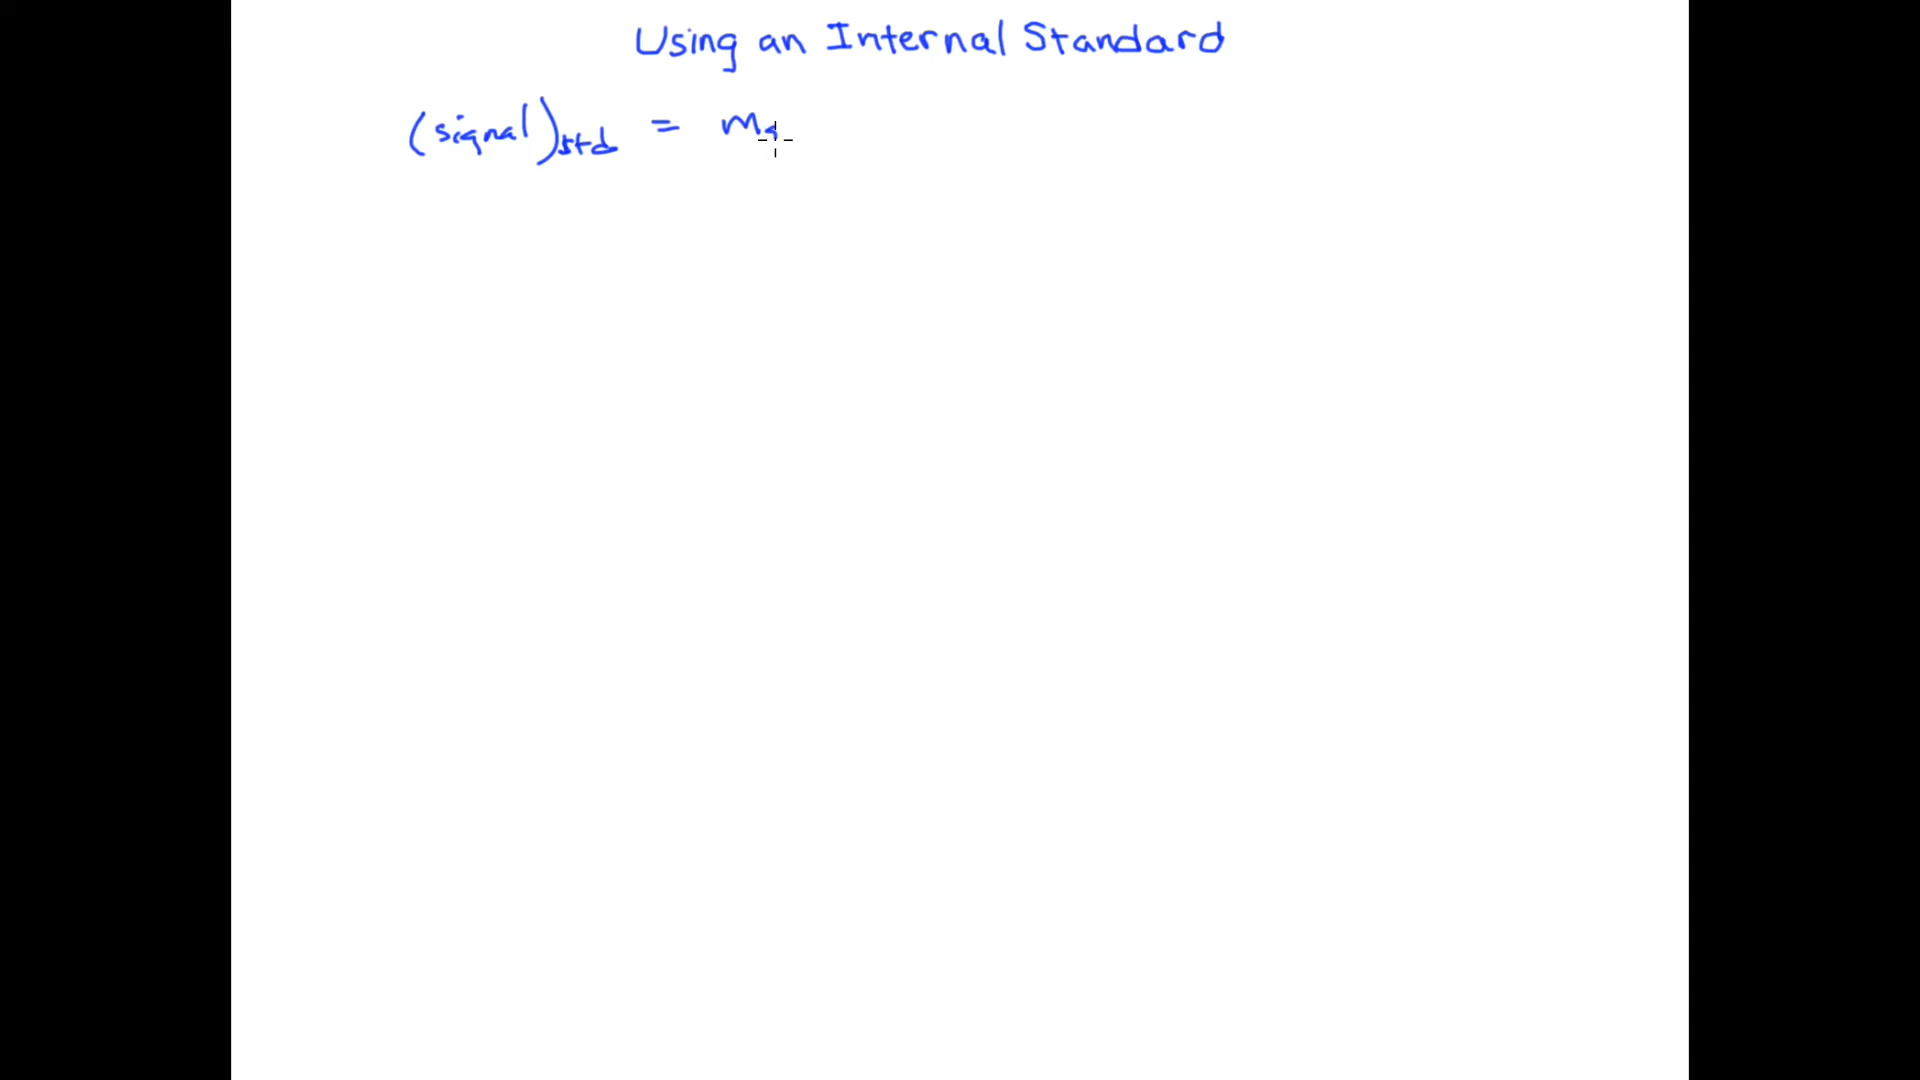 Using an Internal Standard
(signal)std = m